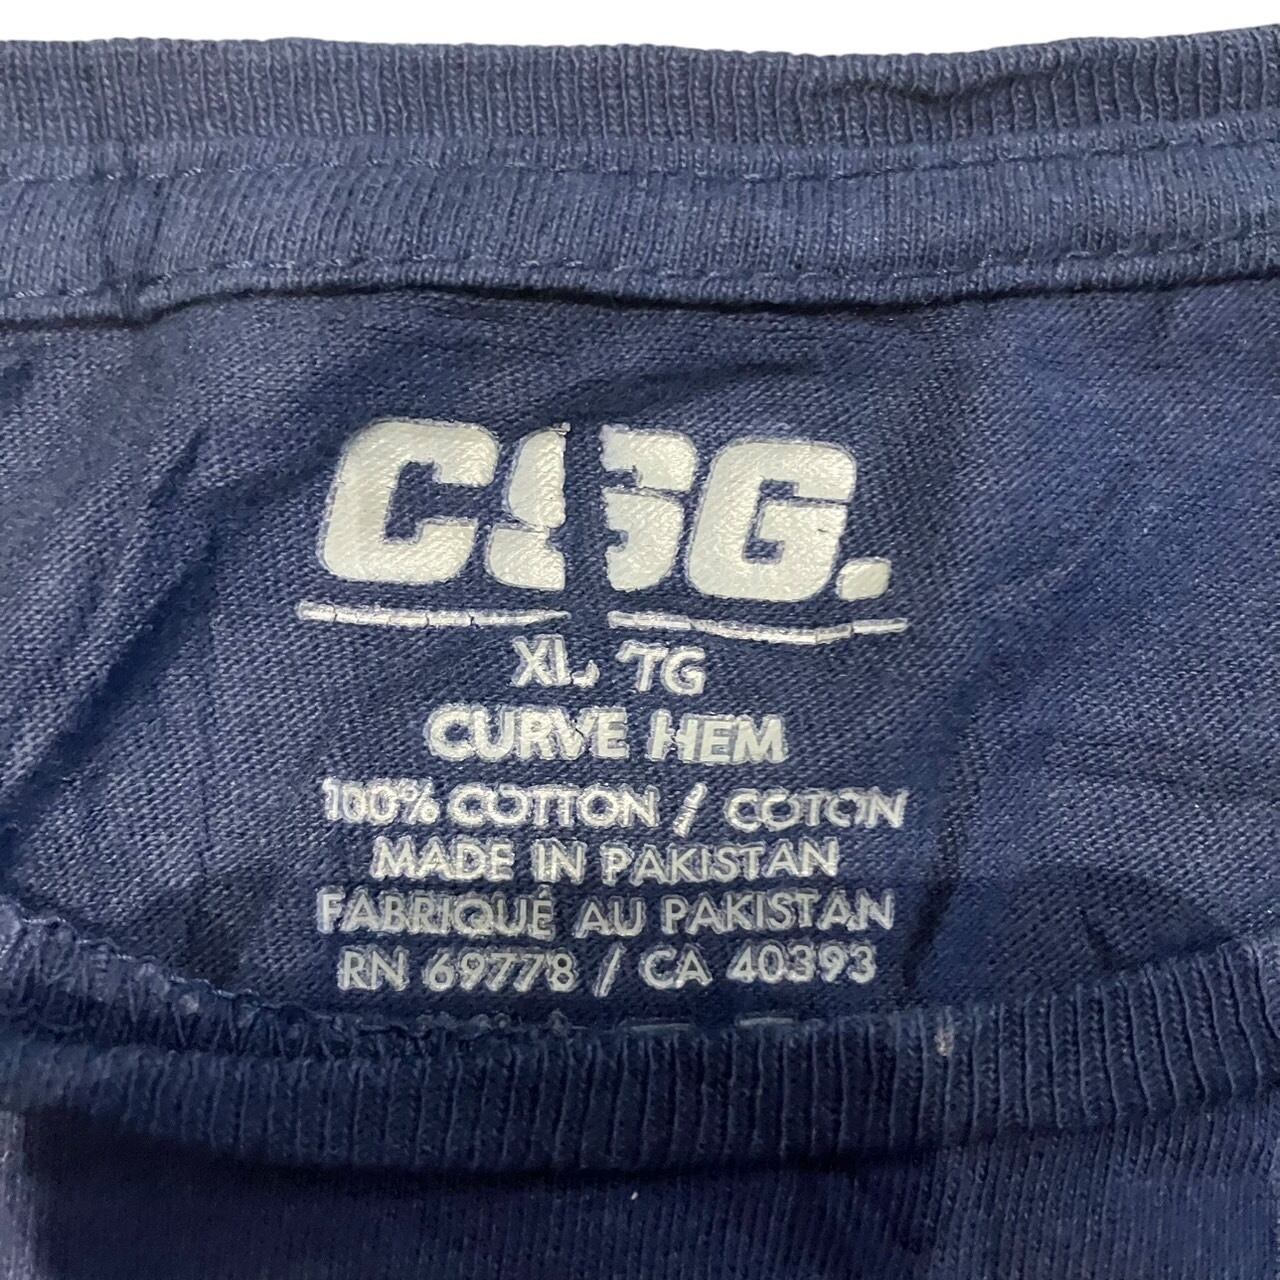 CSG.
XL TG
CURVE HEM
100% COTTON / COTON
MADE IN PAKISTAN
FABRIQUÉ AU PAKISTAN
RN 69778 / CA 40393